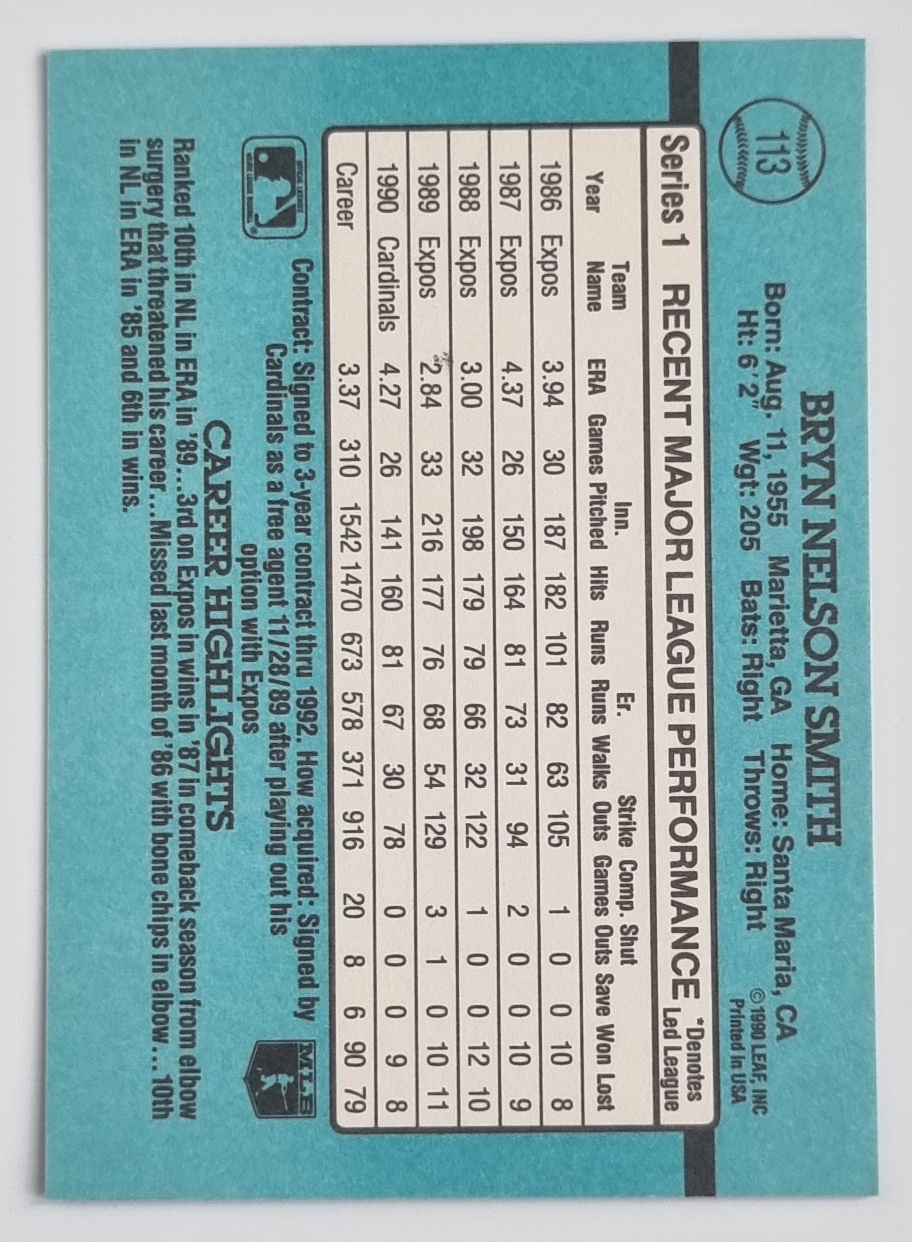 113
BRYN NELSON SMITH
Born: Aug. 11, 1955 Marietta, GA Home: Santa Maria, CA
Ht: 6'2" Wgt: 205 Bats: Right Throws: Right
©1990 LEAF, INC
Printed in USA
Series 1 RECENT MAJOR LEAGUE PERFORMANCE
*Denotes
Led League
Team Inn. Er. Strike Comp. Shut
Year Name ERA Games Pitched Hits Runs Runs Walks Outs Games Outs Save Won Lost
1986 Expos 3.94 30 187 182 101 82 63 105 1 0 0 10 8
1987 Expos 4.37 26 150 164 81 73 31 94 2 0 0 10 9
1988 Expos 3.00 32 198 179 79 66 32 122 1 0 0 12 10
1989 Expos 2.84 33 216 177 76 68 54 129 3 1 0 10 11
1990 Cardinals 4.27 26 141 160 81 67 30 78 0 0 0 9 8
Career 3.37 310 1542 1470 673 578 371 916 20 8 6 90 79
Contract: Signed to 3-year contract thru 1992. How acquired: Signed by
Cardinals as a free agent 11/28/89 after playing out his
option with Expos
MLB
CAREER HIGHLIGHTS
Ranked 10th in NL in ERA in '89...3rd on Expos in wins in '87 in comeback season from elbow
surgery that threatened his career...Missed last month of '86 with bone chips in elbow...10th
in NL in ERA in '85 and 6th in wins.